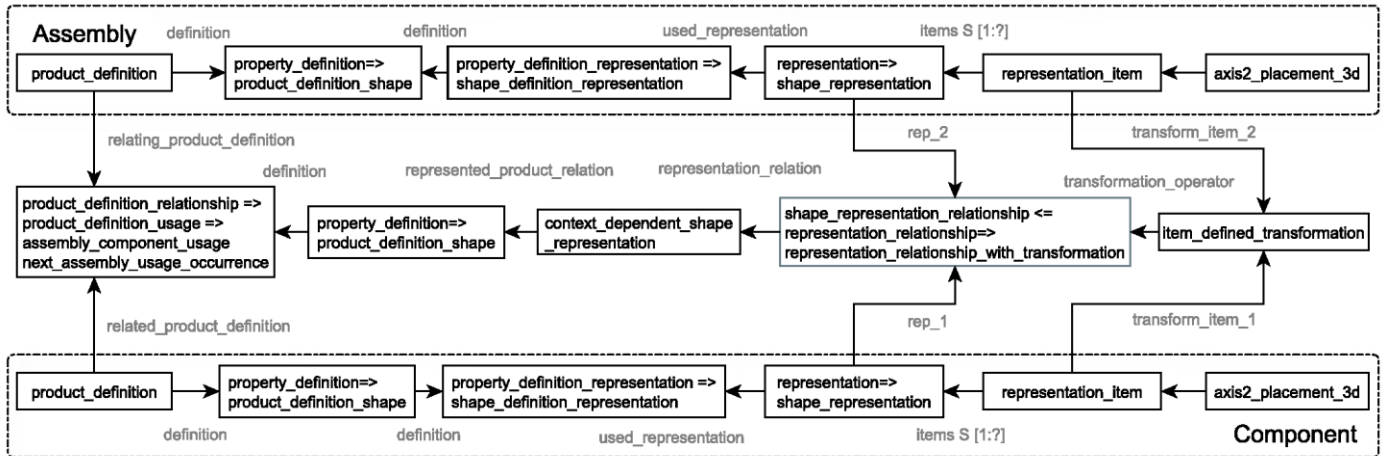 Assembly
definition
definition
used_representation
items S [1:?]
product_definition
property_definition=>
product_definition_shape
property_definition_representation =>
shape_definition_representation
representation=>
shape_representation
representation_item
axis2_placement_3d
relating_product_definition
rep_2
transform_item_2
definition
represented_product_relation
representation_relation
transformation_operator
product_definition_relationship =>
product_definition_usage =>
assembly_component_usage
next_assembly_usage_occurrence
property_definition=>
product_definition_shape
context_dependent_shape
_representation
shape_representation_relationship <=
representation_relationship=>
representation_relationship_with_transformation
item_defined_transformation
related_product_definition
rep_1
transform_item_1
product_definition
property_definition=>
product_definition_shape
property_definition_representation =>
shape_definition_representation
representation=>
shape_representation
representation_item
axis2_placement_3d
definition
definition
used_representation
items S [1:?]
Component